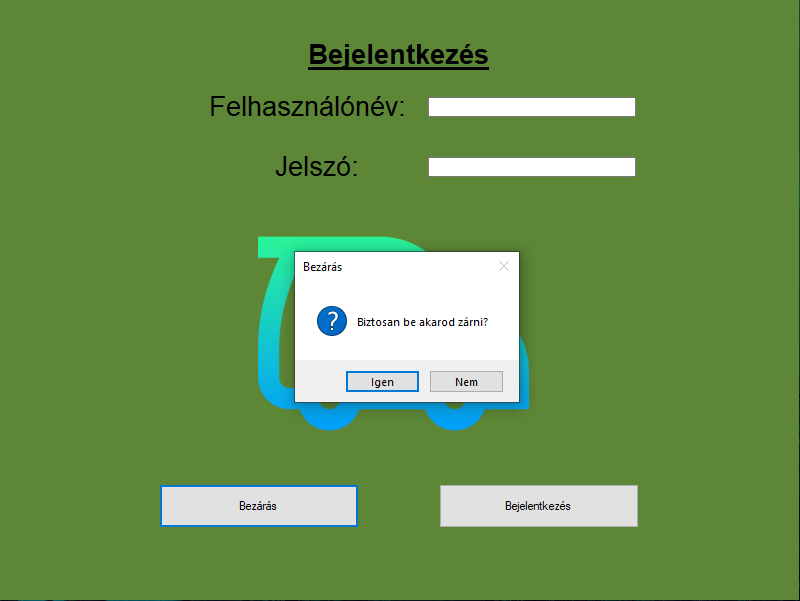 Bejelentkezés
Felhasználónév:
Jelszó:
Bezárás
?
Biztosan be akarod zárni?
Igen
Nem
Bezárás
Bejelentkezés